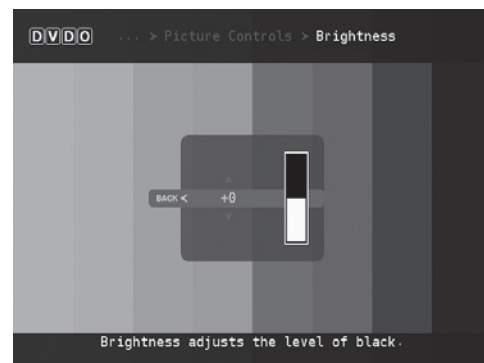 DVDO ... > Picture Controls > Brightness
BACK < +0
Brightness adjusts the level of black.